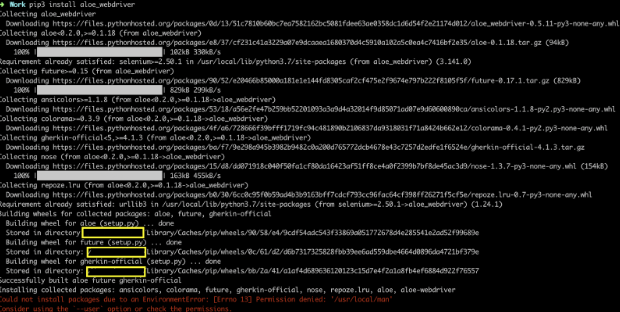 → Work pip3 install aloe_webdriver
Collecting aloe_webdriver
Downloading https://files.pythonhosted.org/packages/0d/13/51c7810b60bc7ea7582162bc5081fdee63ae0358dc1d6d54f2e21174d012/aloe_webdriver-0.5.11-py3-none-any.whl
Collecting aloe<0.2.0,>=0.1.18 (from aloe_webdriver)
Downloading https://files.pythonhosted.org/packages/e8/37/cf231c41a3229a07e9dcaaea1680370d4c5910a102a5c0ea4c7416bf2e35/aloe-0.1.18.tar.gz (94kB)
100% | | 102kB 330kB/s
Requirement already satisfied: selenium>=2.50.1 in /usr/local/lib/python3.7/site-packages (from aloe_webdriver) (3.141.0)
Collecting future>=0.15 (from aloe_webdriver)
Downloading https://files.pythonhosted.org/packages/90/52/e20466b85000a181e1e144fd8305caf2cf475e2f9674e797b222f8105f5f/future-0.17.1.tar.gz (829kB)
100% | | 829kB 299kB/s
Collecting ansicolors>=1.1.8 (from aloe<0.2.0,>=0.1.18->aloe_webdriver)
Downloading https://files.pythonhosted.org/packages/53/18/a56e2fe47b259bb52201093a3a9d4a32014f9d85071ad07e9d60600890ca/ansicolors-1.1.8-py2.py3-none-any.whl
Collecting colorama>=0.3.9 (from aloe<0.2.0,>=0.1.18->aloe_webdriver)
Downloading https://files.pythonhosted.org/packages/4f/a6/728666f39bfff1719fc94c481890b2106837da9318031f71a8424b662e12/colorama-0.4.1-py2.py3-none-any.whl
Collecting gherkin-official<5,>=4.1.3 (from aloe<0.2.0,>=0.1.18->aloe_webdriver)
Downloading https://files.pythonhosted.org/packages/ba/f7/9e298a945b3982b9482c0a200d765772dcb4678e43c7257d2edfe1f6524e/gherkin-official-4.1.3.tar.gz
Collecting nose (from aloe<0.2.0,>=0.1.18->aloe_webdriver)
Downloading https://files.pythonhosted.org/packages/15/d8/dd071918c040f50fa1cf80da16423af51ff8ce4a0f2399b7bf8de45ac3d9/nose-1.3.7-py3-none-any.whl (154kB)
100% | | 163kB 455kB/s
Collecting repoze.lru (from aloe<0.2.0,>=0.1.18->aloe_webdriver)
Downloading https://files.pythonhosted.org/packages/b0/30/6cc0c95f0b59ad4b3b9163bff7cdcf793cc96fac64cf398ff26271f5cf5e/repoze.lru-0.7-py3-none-any.whl
Requirement already satisfied: urllib3 in /usr/local/lib/python3.7/site-packages (from selenium>=2.50.1->aloe_webdriver) (1.24.1)
Building wheels for collected packages: aloe, future, gherkin-official
Building wheel for aloe (setup.py) ... done
Stored in directory: Library/Caches/pip/wheels/90/58/e4/9cdf54adc543f33869a051772678d4e285541e2ad52f99689e
Building wheel for future (setup.py) ... done
Stored in directory: Library/Caches/pip/wheels/0c/61/d2/d6b7317325828fbb39ee6ad559dbe4664d0896da4721bf379e
Building wheel for gherkin-official (setup.py) ... done
Stored in directory: Library/Caches/pip/wheels/bb/2a/41/a1af4d689636120123c15d7e4f2a1a8fb4ef6884d922f76557
Successfully built aloe future gherkin-official
Installing collected packages: ansicolors, colorama, future, gherkin-official, nose, repoze.lru, aloe, aloe-webdriver
Could not install packages due to an EnvironmentError: [Errno 13] Permission denied: '/usr/local/man'
Consider using the `--user` option or check the permissions.